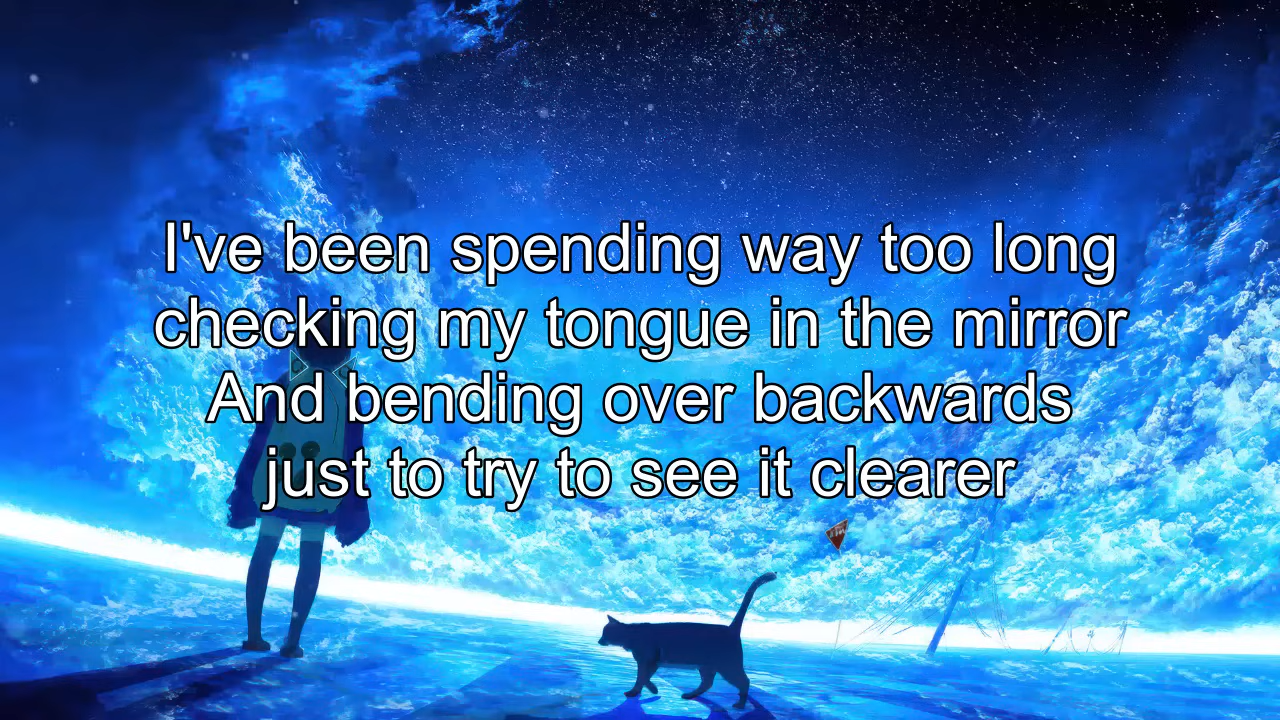 I've been spending way too long
checking my tongue in the mirror
And bending over backwards
just to try to see it clearer